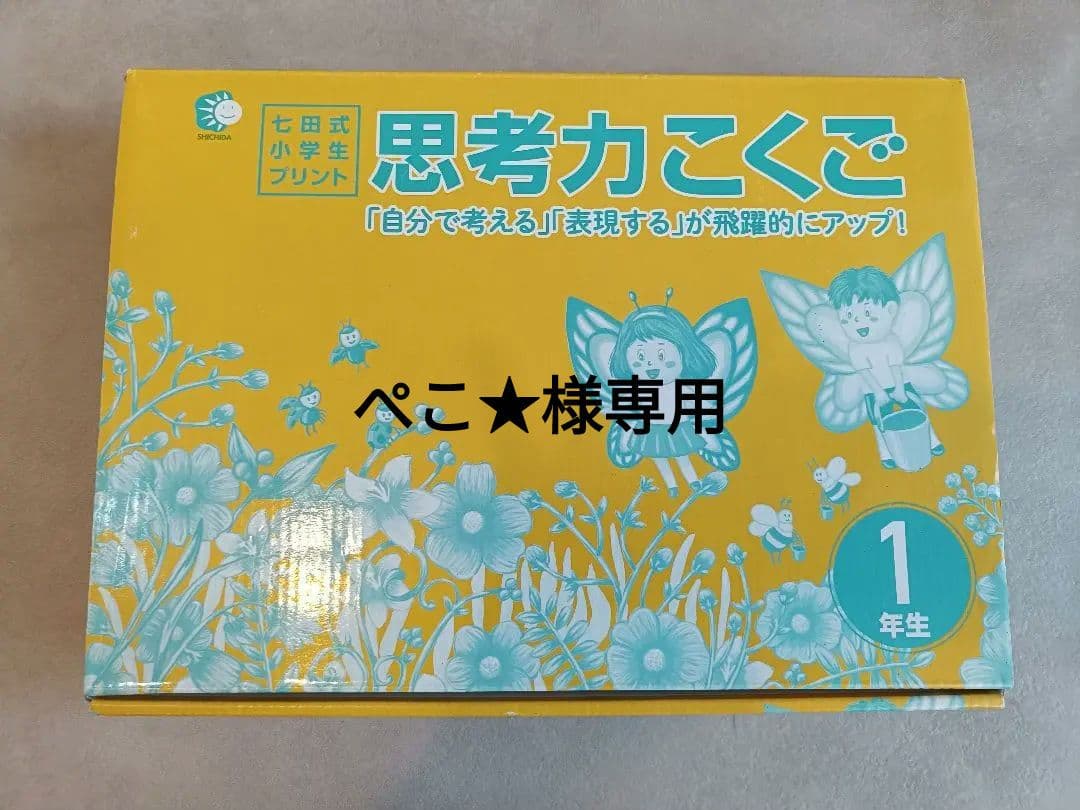 SHICHIDA
七田式
小学生
プリント
思考力こくご
「自分で考える」「表現する」が飛躍的にアップ!
ぺこ★様専用
1
年生